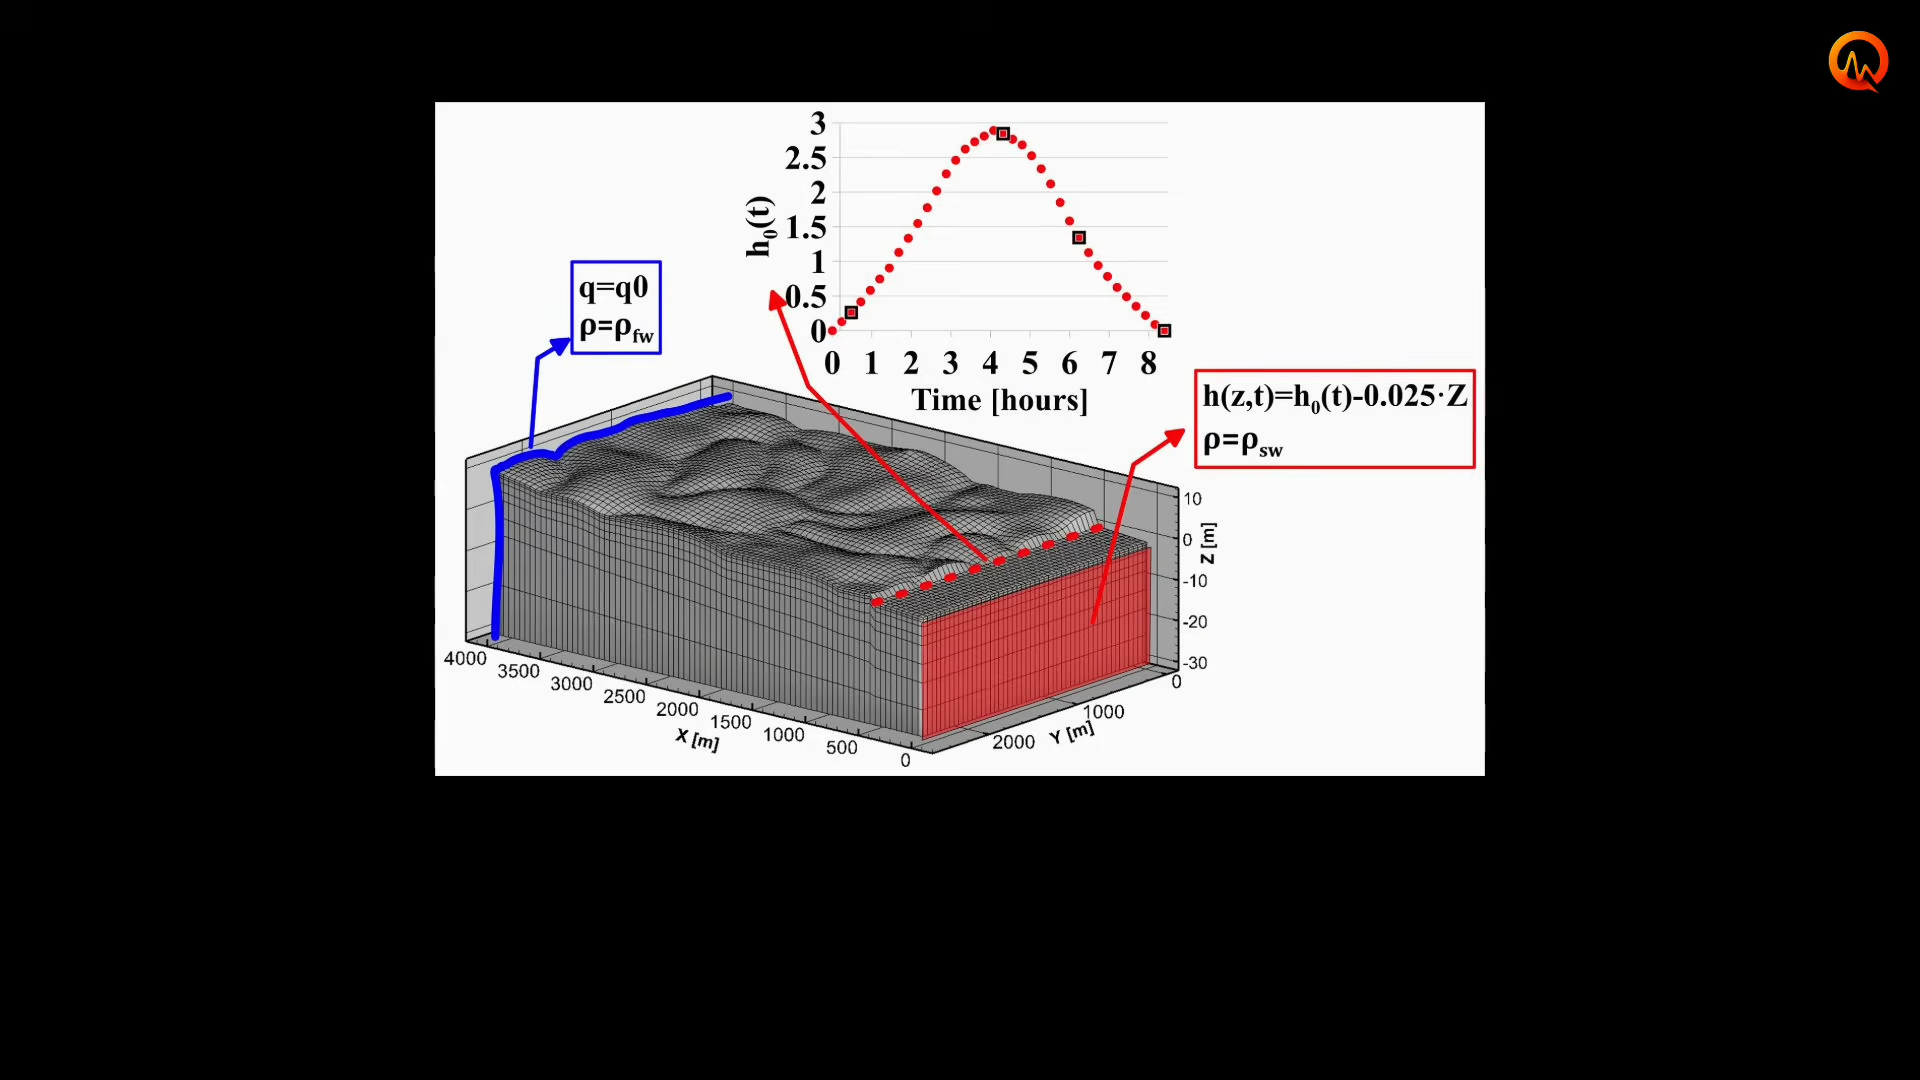 3
2.5
2
1.5
1
0.5
0
h₀(t)
0 1 2 3 4 5 6 7 8
Time [hours]
q=q0
ρ=ρfw
h(z,t)=h₀(t)-0.025·Z
ρ=ρsw
10
0
-10
-20
-30
Z [m]
4000
3500
3000
2500
2000
1500
1000
500
0
X [m]
0
1000
2000
Y [m]